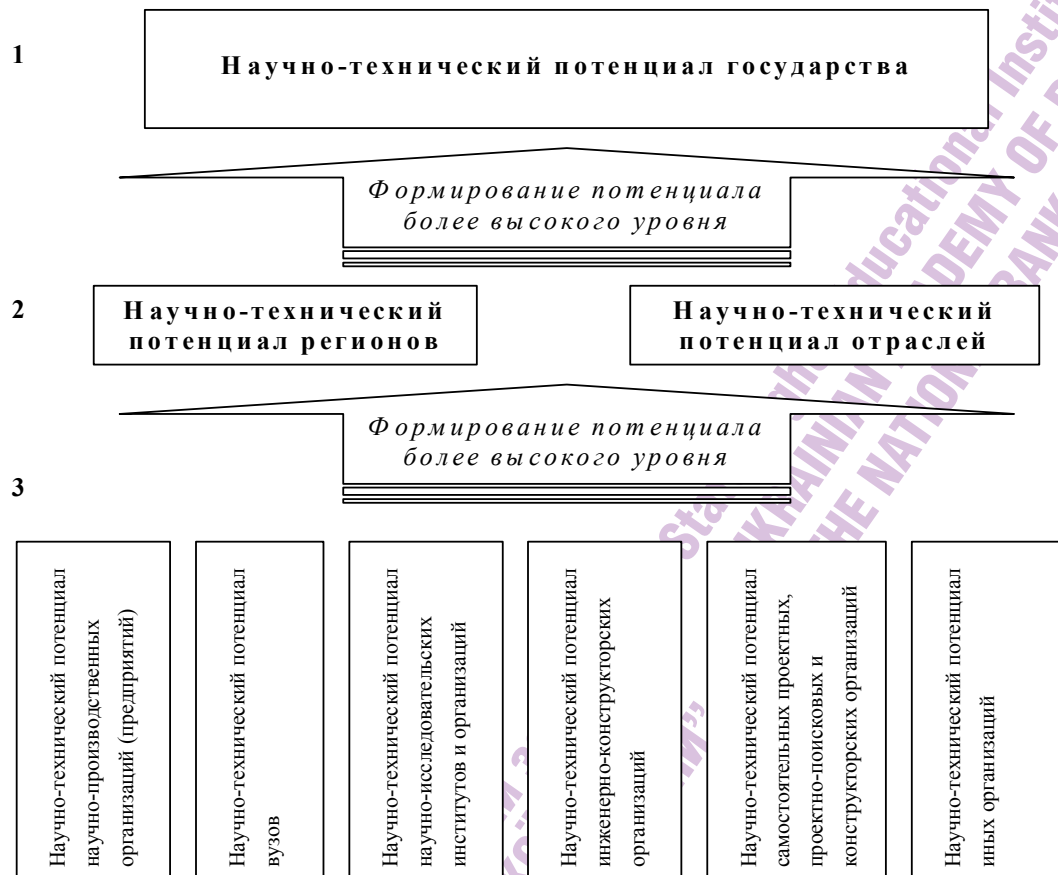 1
Научно-технический потенциал государства
Формирование потенциала
более высокого уровня
2
Научно-технический
потенциал регионов
Научно-технический
потенциал отраслей
Формирование потенциала
более высокого уровня
3
Научно-технический потенциал
научно-производственных
организаций (предприятий)
Научно-технический потенциал
вузов
Научно-технический потенциал
научно-исследовательских
институтов и организаций
Научно-технический потенциал
инженерно-конструкторских
организаций
Научно-технический потенциал
самостоятельных проектных,
проектно-поисковых и
конструкторских организаций
Научно-технический потенциал
иных организаций